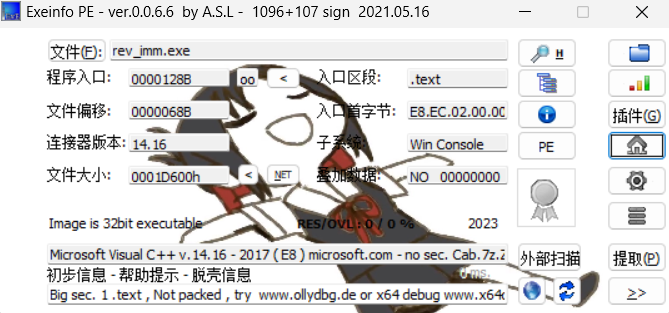 Exeinfo PE - ver.0.0.6.6 by A.S.L - 1096+107 sign 2021.05.16
文件(F): rev_imm.exe H
程序入口: 0000128B oo < 入口区段: .text
文件偏移: 0000068B 入口首字节: E8.EC.02.00.00 插件(G)
连接器版本: 14.16 子系统: Win Console PE
文件大小: 0001D600h < NET 叠加数据: NO 00000000
Image is 32bit executable RES/OVL : 0 / 0 % 2023
Microsoft Visual C++ v.14.16 - 2017 ( E8 ) microsoft.com - no sec. Cab.7z.Z 外部扫描 提取(P)
初步信息 - 帮助提示 - 脱壳信息 ms.
Big sec. 1 .text , Not packed , try www.ollydbg.de or x64 debug www.x64 >>